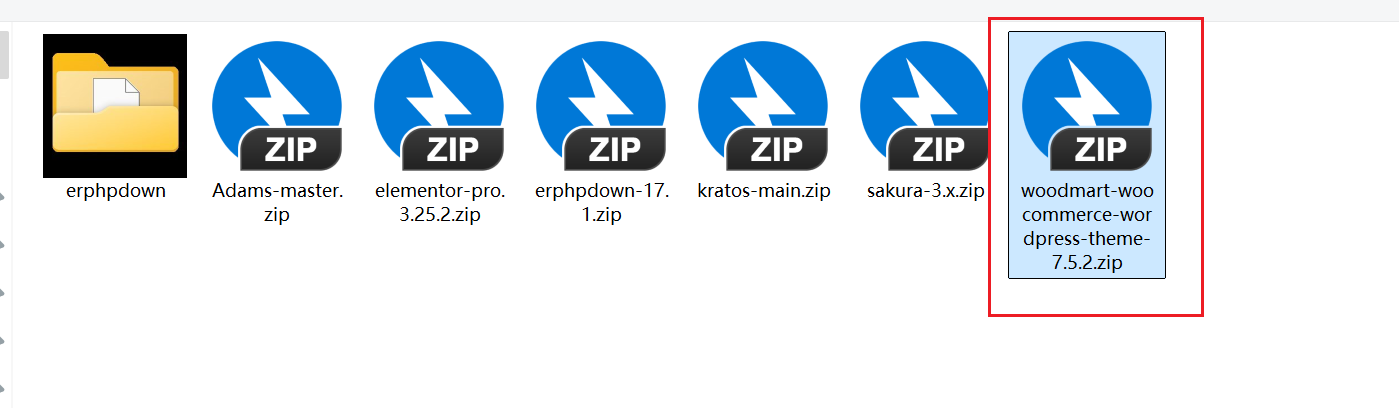 ZIP
ZIP
ZIP
ZIP
ZIP
ZIP
erphpdown
Adams-master.
zip
elementor-pro.
3.25.2.zip
erphpdown-17.
1.zip
kratos-main.zip
sakura-3.x.zip
woodmart-woo
commerce-wor
dpress-theme-
7.5.2.zip